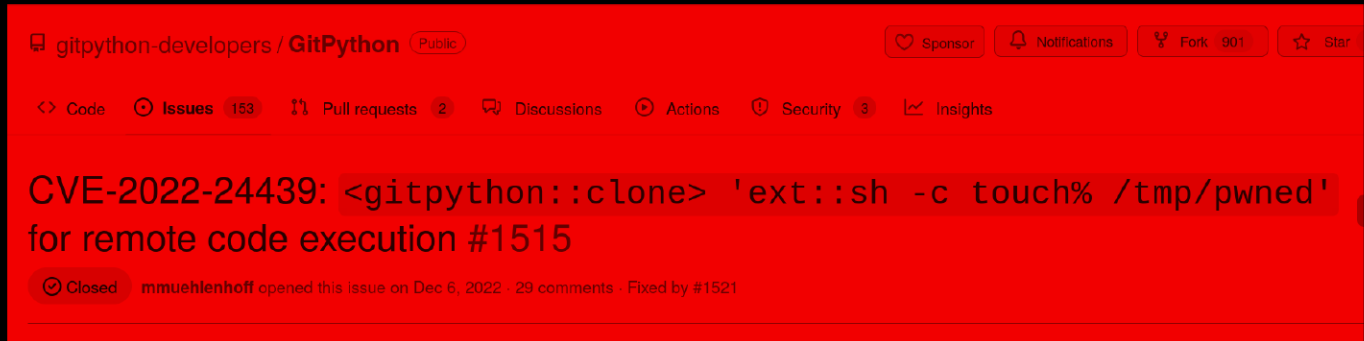 gitpython-developers / GitPython Public Sponsor Notifications Fork 901 Star
Code Issues 153 Pull requests 2 Discussions Actions Security 3 Insights
CVE-2022-24439: <gitpython::clone> 'ext::sh -c touch% /tmp/pwned'
for remote code execution #1515
Closed mmuehlenhoff opened this issue on Dec 6, 2022 · 29 comments · Fixed by #1521